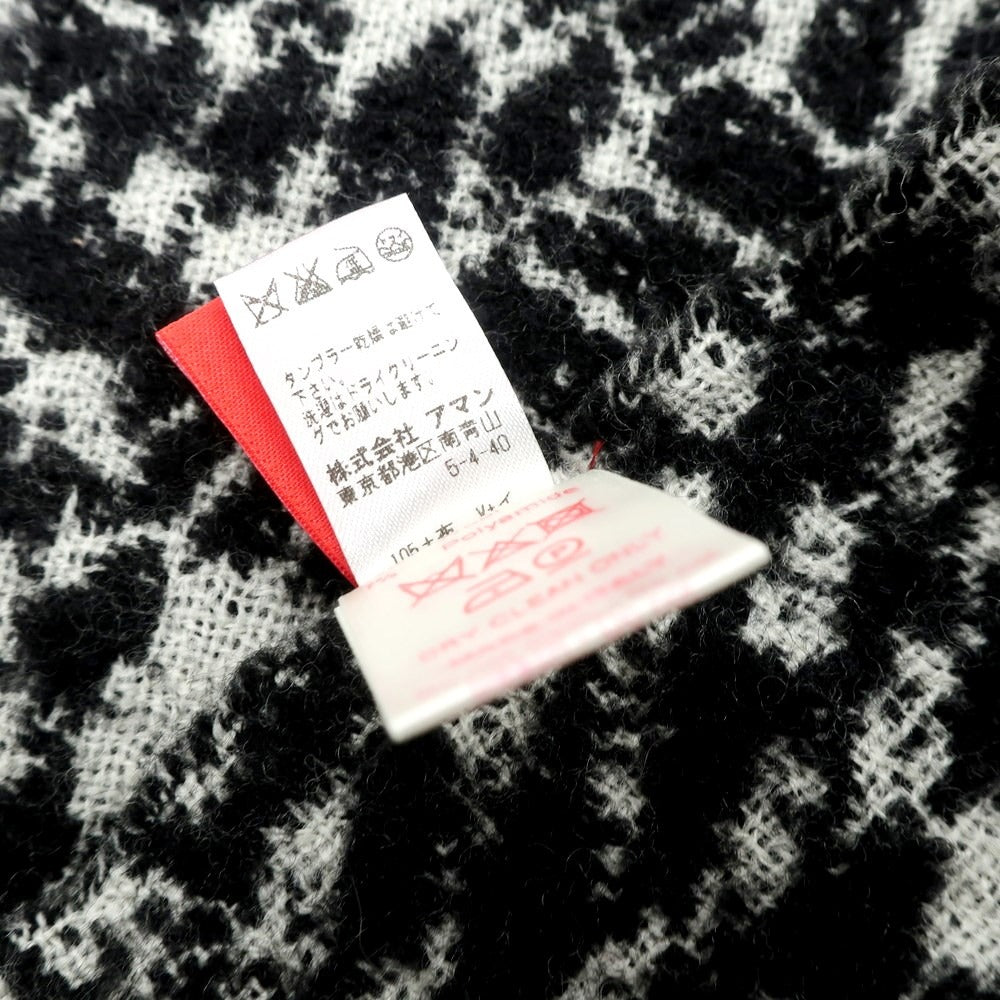 タンブラー乾燥は避けて
下さい。
洗濯はドライクリーニン
グでお願いします。
株式会社 アマン
東京都港区南青山
5-4-40
Polyamide
DRY CLEAN ONLY